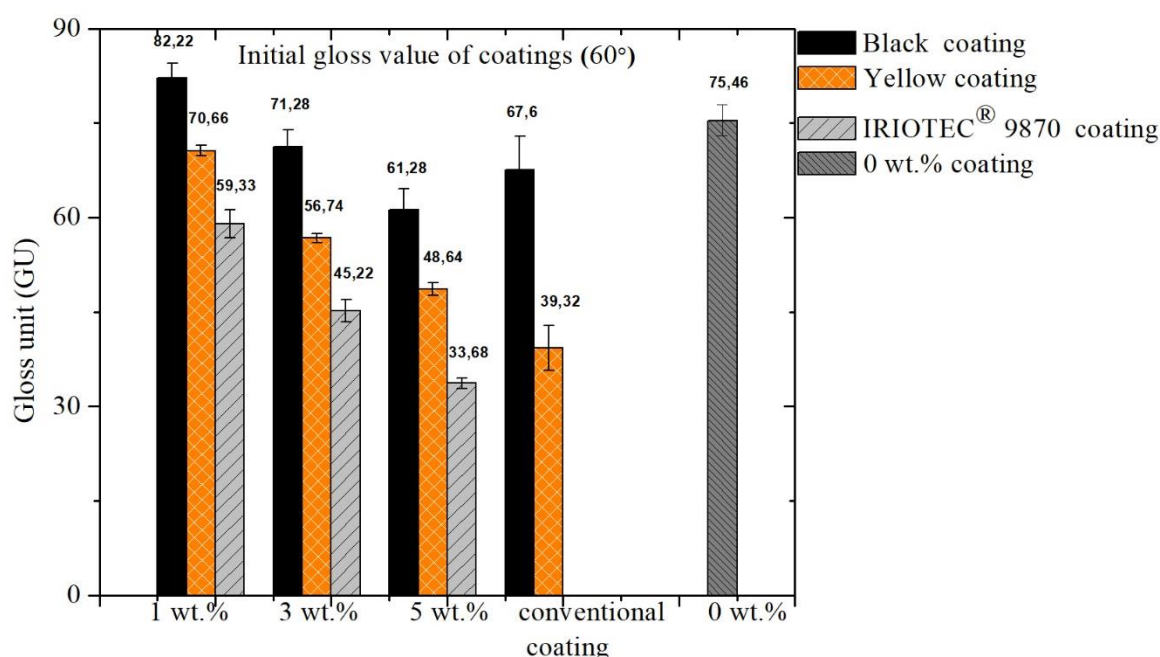 90
60
30
0
Gloss unit (GU)
Initial gloss value of coatings (60°)
82,22
70,66
59,33
71,28
56,74
45,22
61,28
48,64
33,68
67,6
39,32
75,46
1 wt.%
3 wt.%
5 wt.%
conventional
coating
0 wt.%
Black coating
Yellow coating
IRIOTEC® 9870 coating
0 wt.% coating